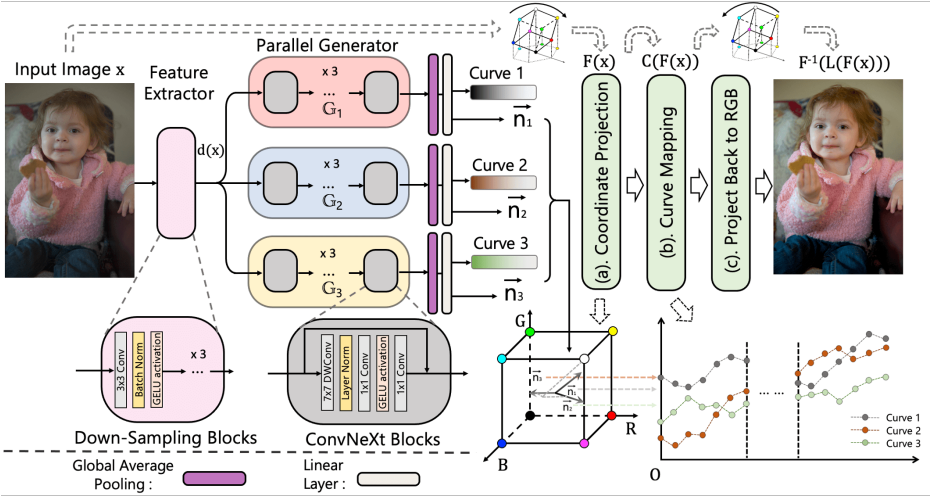 Input Image x
Feature
Extractor
d(x)
Parallel Generator
x 3
...
G₁
x 3
...
G₂
x 3
...
G₃
Curve 1
n₁
Curve 2
n₂
Curve 3
n₃
F(x)
C(F(x))
F⁻¹(L(F(x)))
(a). Coordinate Projection
(b). Curve Mapping
(c). Project Back to RGB
3x3 Conv
Batch Norm
GELU activation
x 3
...
Down-Sampling Blocks
7x7 DWConv
Layer Norm
1x1 Conv
GELU activation
1x1 Conv
ConvNeXt Blocks
G
R
B
n₃
n₁
n₂
O
... ...
Curve 1
Curve 2
Curve 3
Global Average
Pooling :
Linear
Layer :